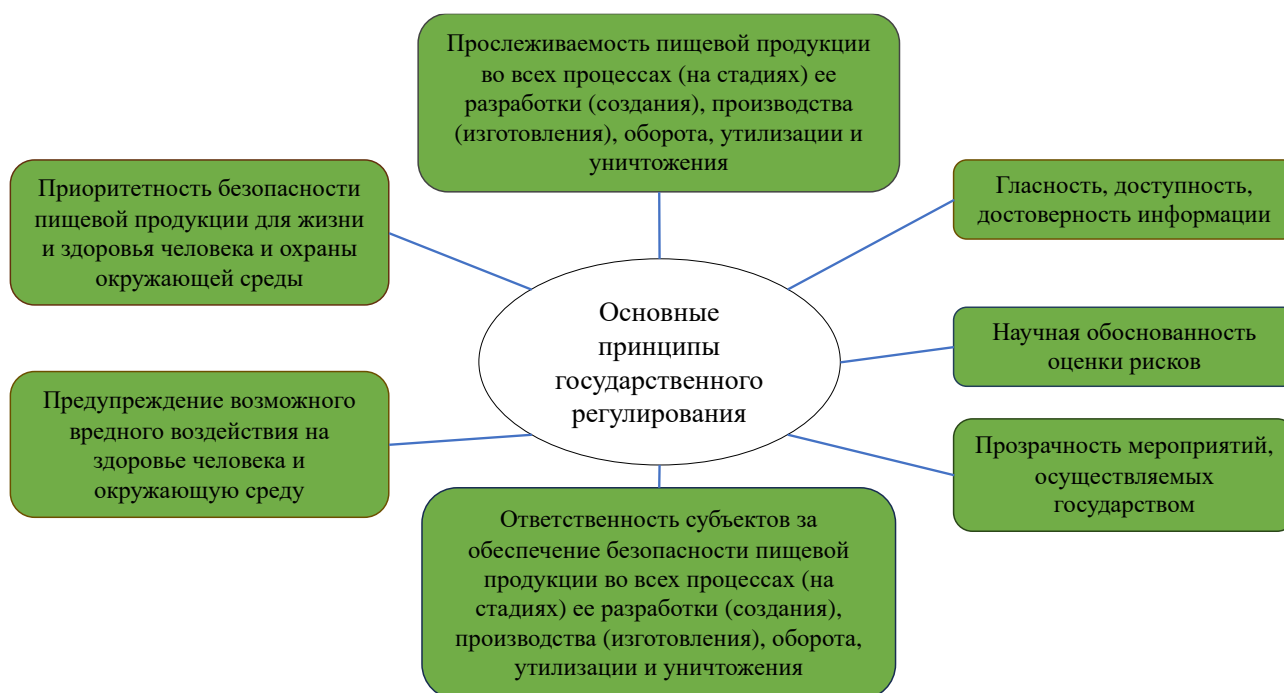 Прослеживаемость пищевой продукции
во всех процессах (на стадиях) ее
разработки (создания), производства
(изготовления), оборота, утилизации и
уничтожения
Приоритетность безопасности
пищевой продукции для жизни
и здоровья человека и охраны
окружающей среды
Гласность, доступность,
достоверность информации
Основные
принципы
государственного
регулирования
Научная обоснованность
оценки рисков
Предупреждение возможного
вредного воздействия на
здоровье человека и
окружающую среду
Прозрачность мероприятий,
осуществляемых
государством
Ответственность субъектов за
обеспечение безопасности пищевой
продукции во всех процессах (на
стадиях) ее разработки (создания),
производства (изготовления), оборота,
утилизации и уничтожения